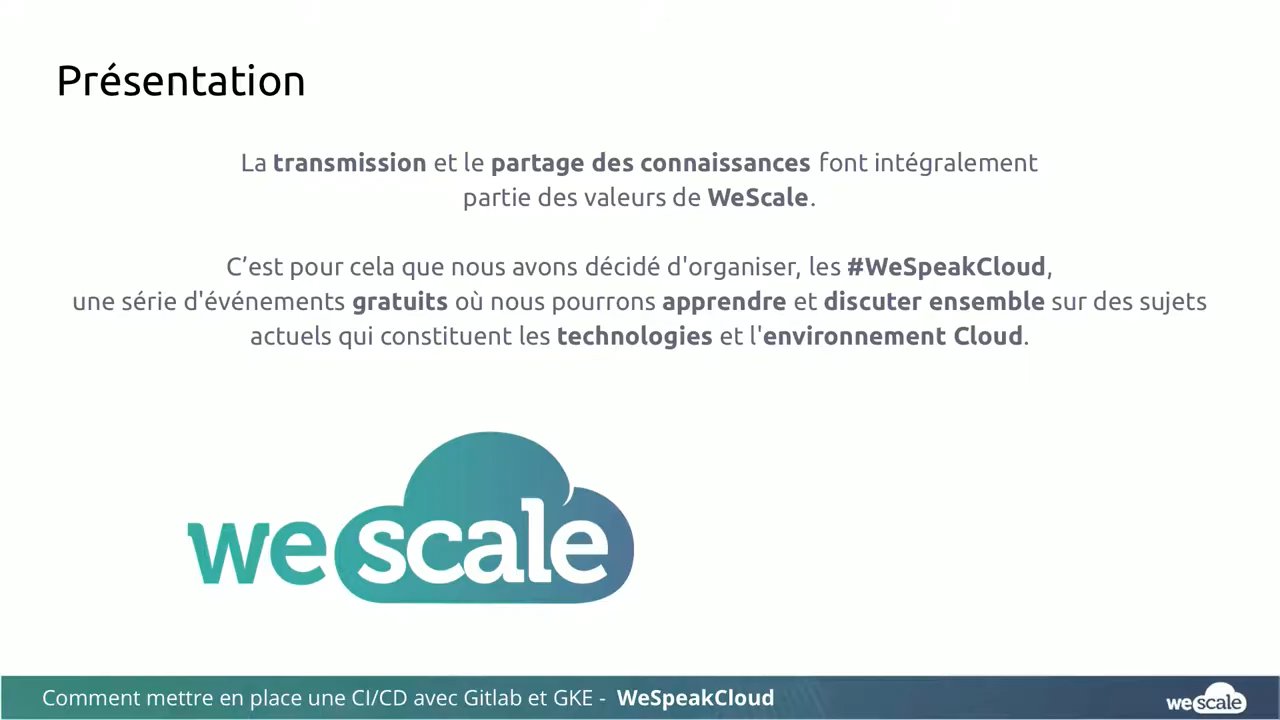 Présentation
La transmission et le partage des connaissances font intégralement
partie des valeurs de WeScale.
C’est pour cela que nous avons décidé d'organiser, les #WeSpeakCloud,
une série d'événements gratuits où nous pourrons apprendre et discuter ensemble sur des sujets
actuels qui constituent les technologies et l'environnement Cloud.
wescale
Comment mettre en place une CI/CD avec Gitlab et GKE - WeSpeakCloud
wescale